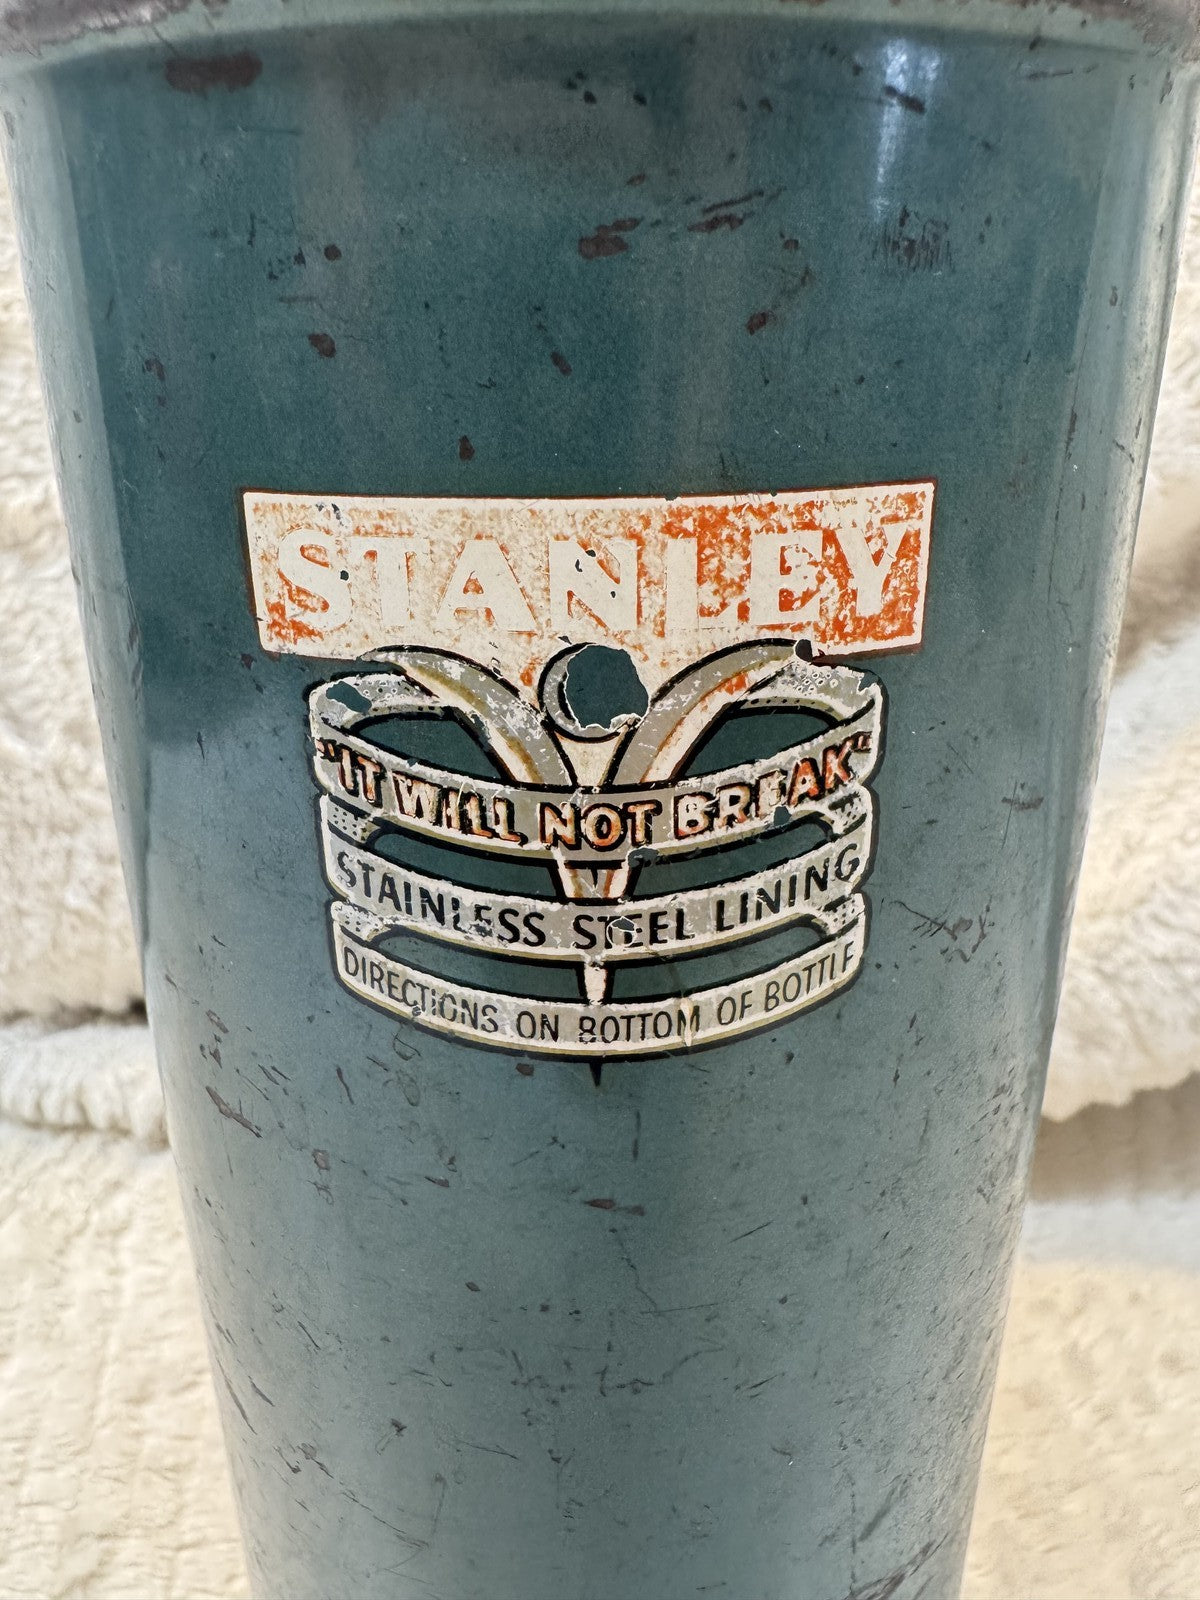 STANLEY
"IT WILL NOT BREAK"
STAINLESS STEEL LINING
DIRECTIONS ON BOTTOM OF BOTTLE